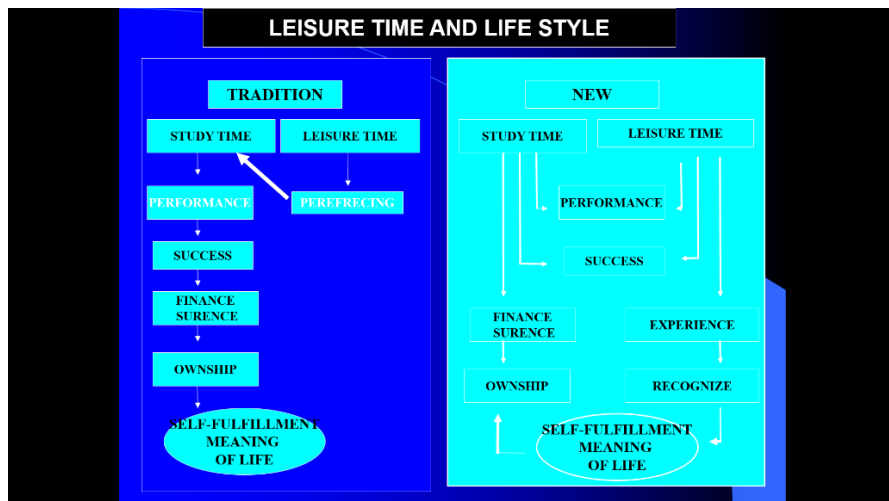 LEISURE TIME AND LIFE STYLE
TRADITION
STUDY TIME
LEISURE TIME
PERFORMANCE
PEREFRECING
SUCCESS
FINANCE
SURENCE
OWNSHIP
SELF-FULFILLMENT
MEANING
OF LIFE
NEW
STUDY TIME
LEISURE TIME
PERFORMANCE
SUCCESS
FINANCE
SURENCE
EXPERIENCE
OWNSHIP
RECOGNIZE
SELF-FULFILLMENT
MEANING
OF LIFE